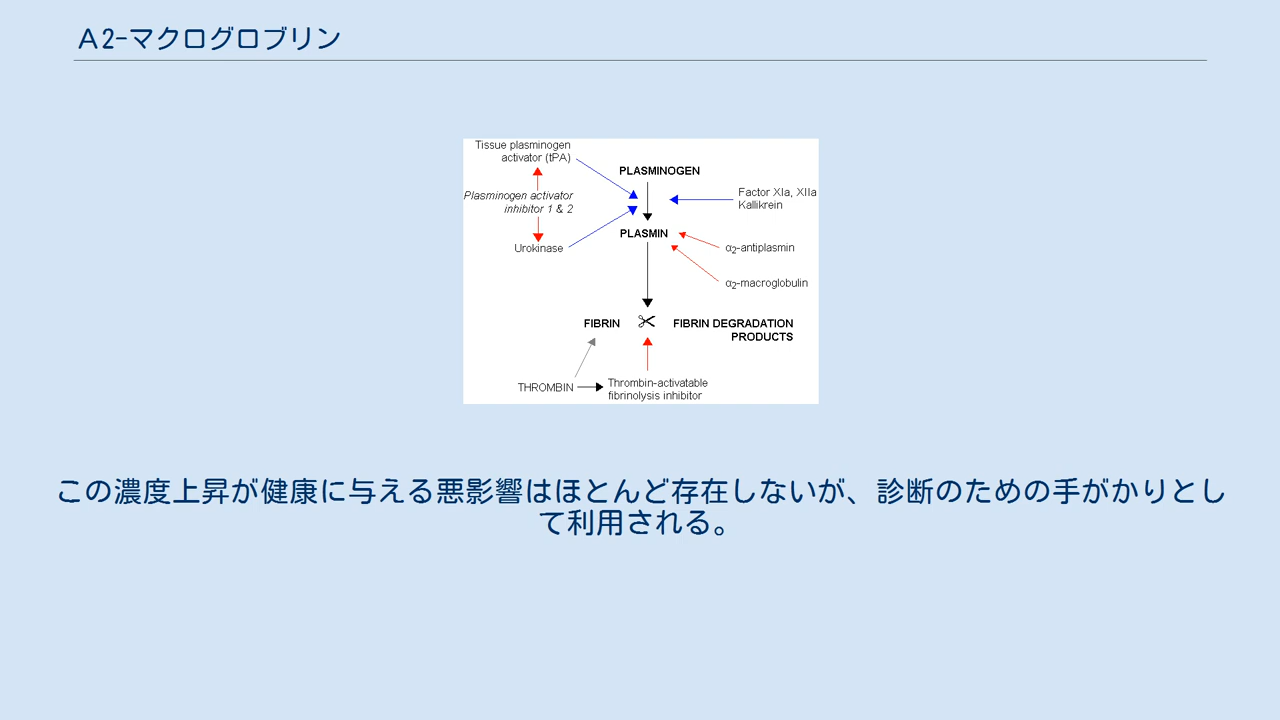 Α2-マクログロブリン
Tissue plasminogen
activator (tPA)
PLASMINOGEN
Plasminogen activator
inhibitor 1 & 2
Factor XIa, XIIa
Kallikrein
PLASMIN
Urokinase
α2-antiplasmin
α2-macroglobulin
FIBRIN
FIBRIN DEGRADATION
PRODUCTS
THROMBIN
Thrombin-activatable
fibrinolysis inhibitor
この濃度上昇が健康に与える悪影響はほとんど存在しないが、診断のための手がかりとし
て利用される。